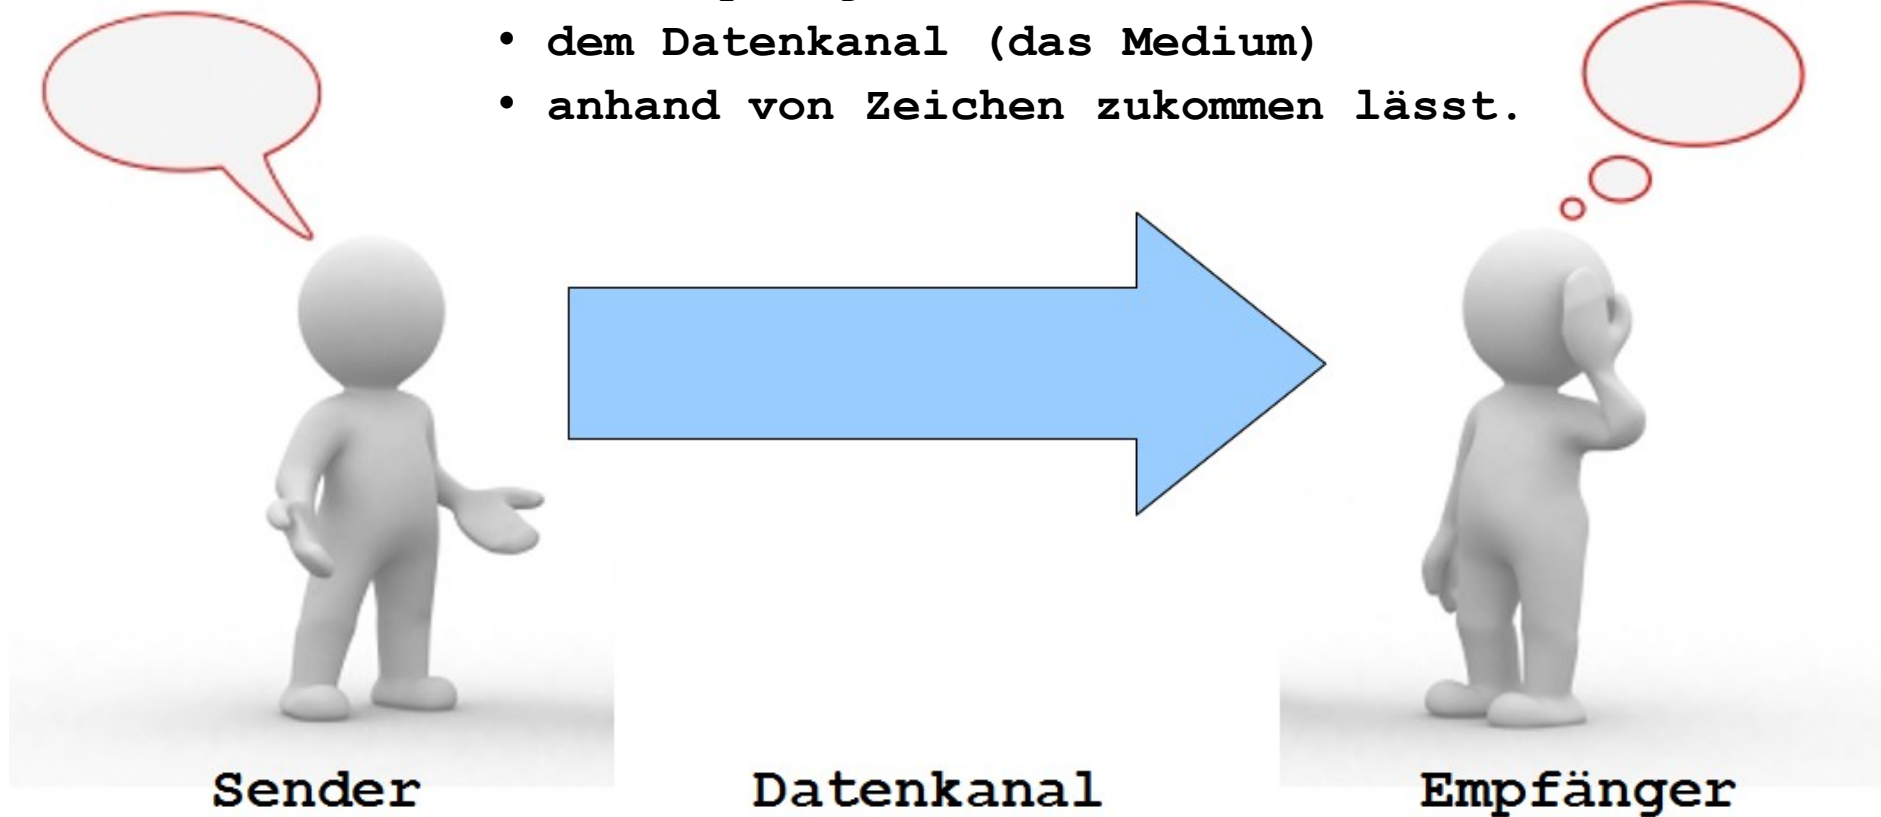 • dem Datenkanal (das Medium)
• anhand von Zeichen zukommen lässt.
Sender Datenkanal Empfänger